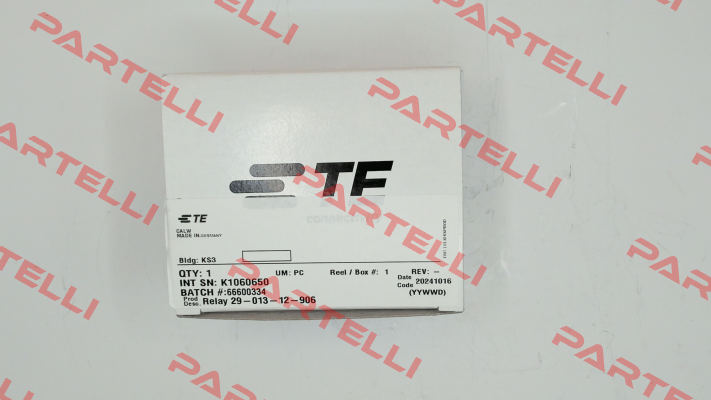 PARTELLI
PARTELLI
PARTELLI
PARTELLI
PARTELLI
PARTELLI
PARTELLI
PARTELLI
PARTELLI
TE
TE
CALW
MADE IN:GERMANY
Bldg: KS3
QTY: 1 UM: PC Reel / Box #: 1 REV: –
INT SN: K1060650 Date Code 20241016
BATCH #:66600334 (YYWWD)
Prod Desc. Relay 29-013-12-906